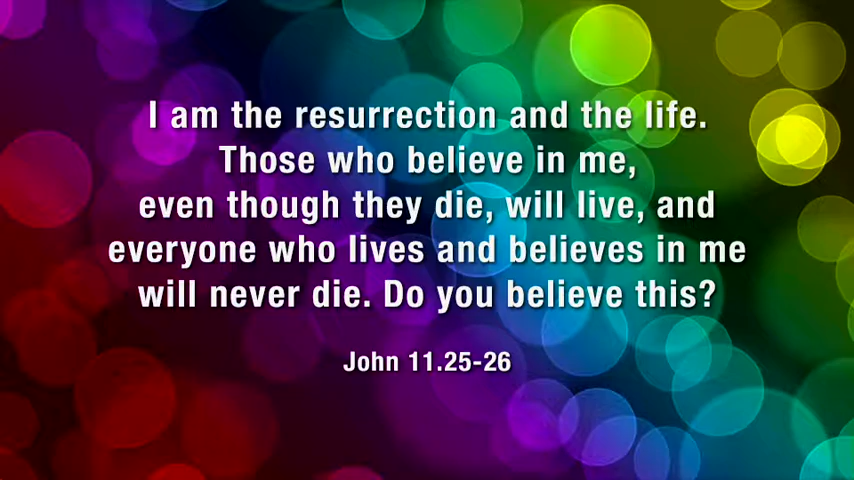 I am the resurrection and the life.
Those who believe in me,
even though they die, will live, and
everyone who lives and believes in me
will never die. Do you believe this?
John 11.25-26